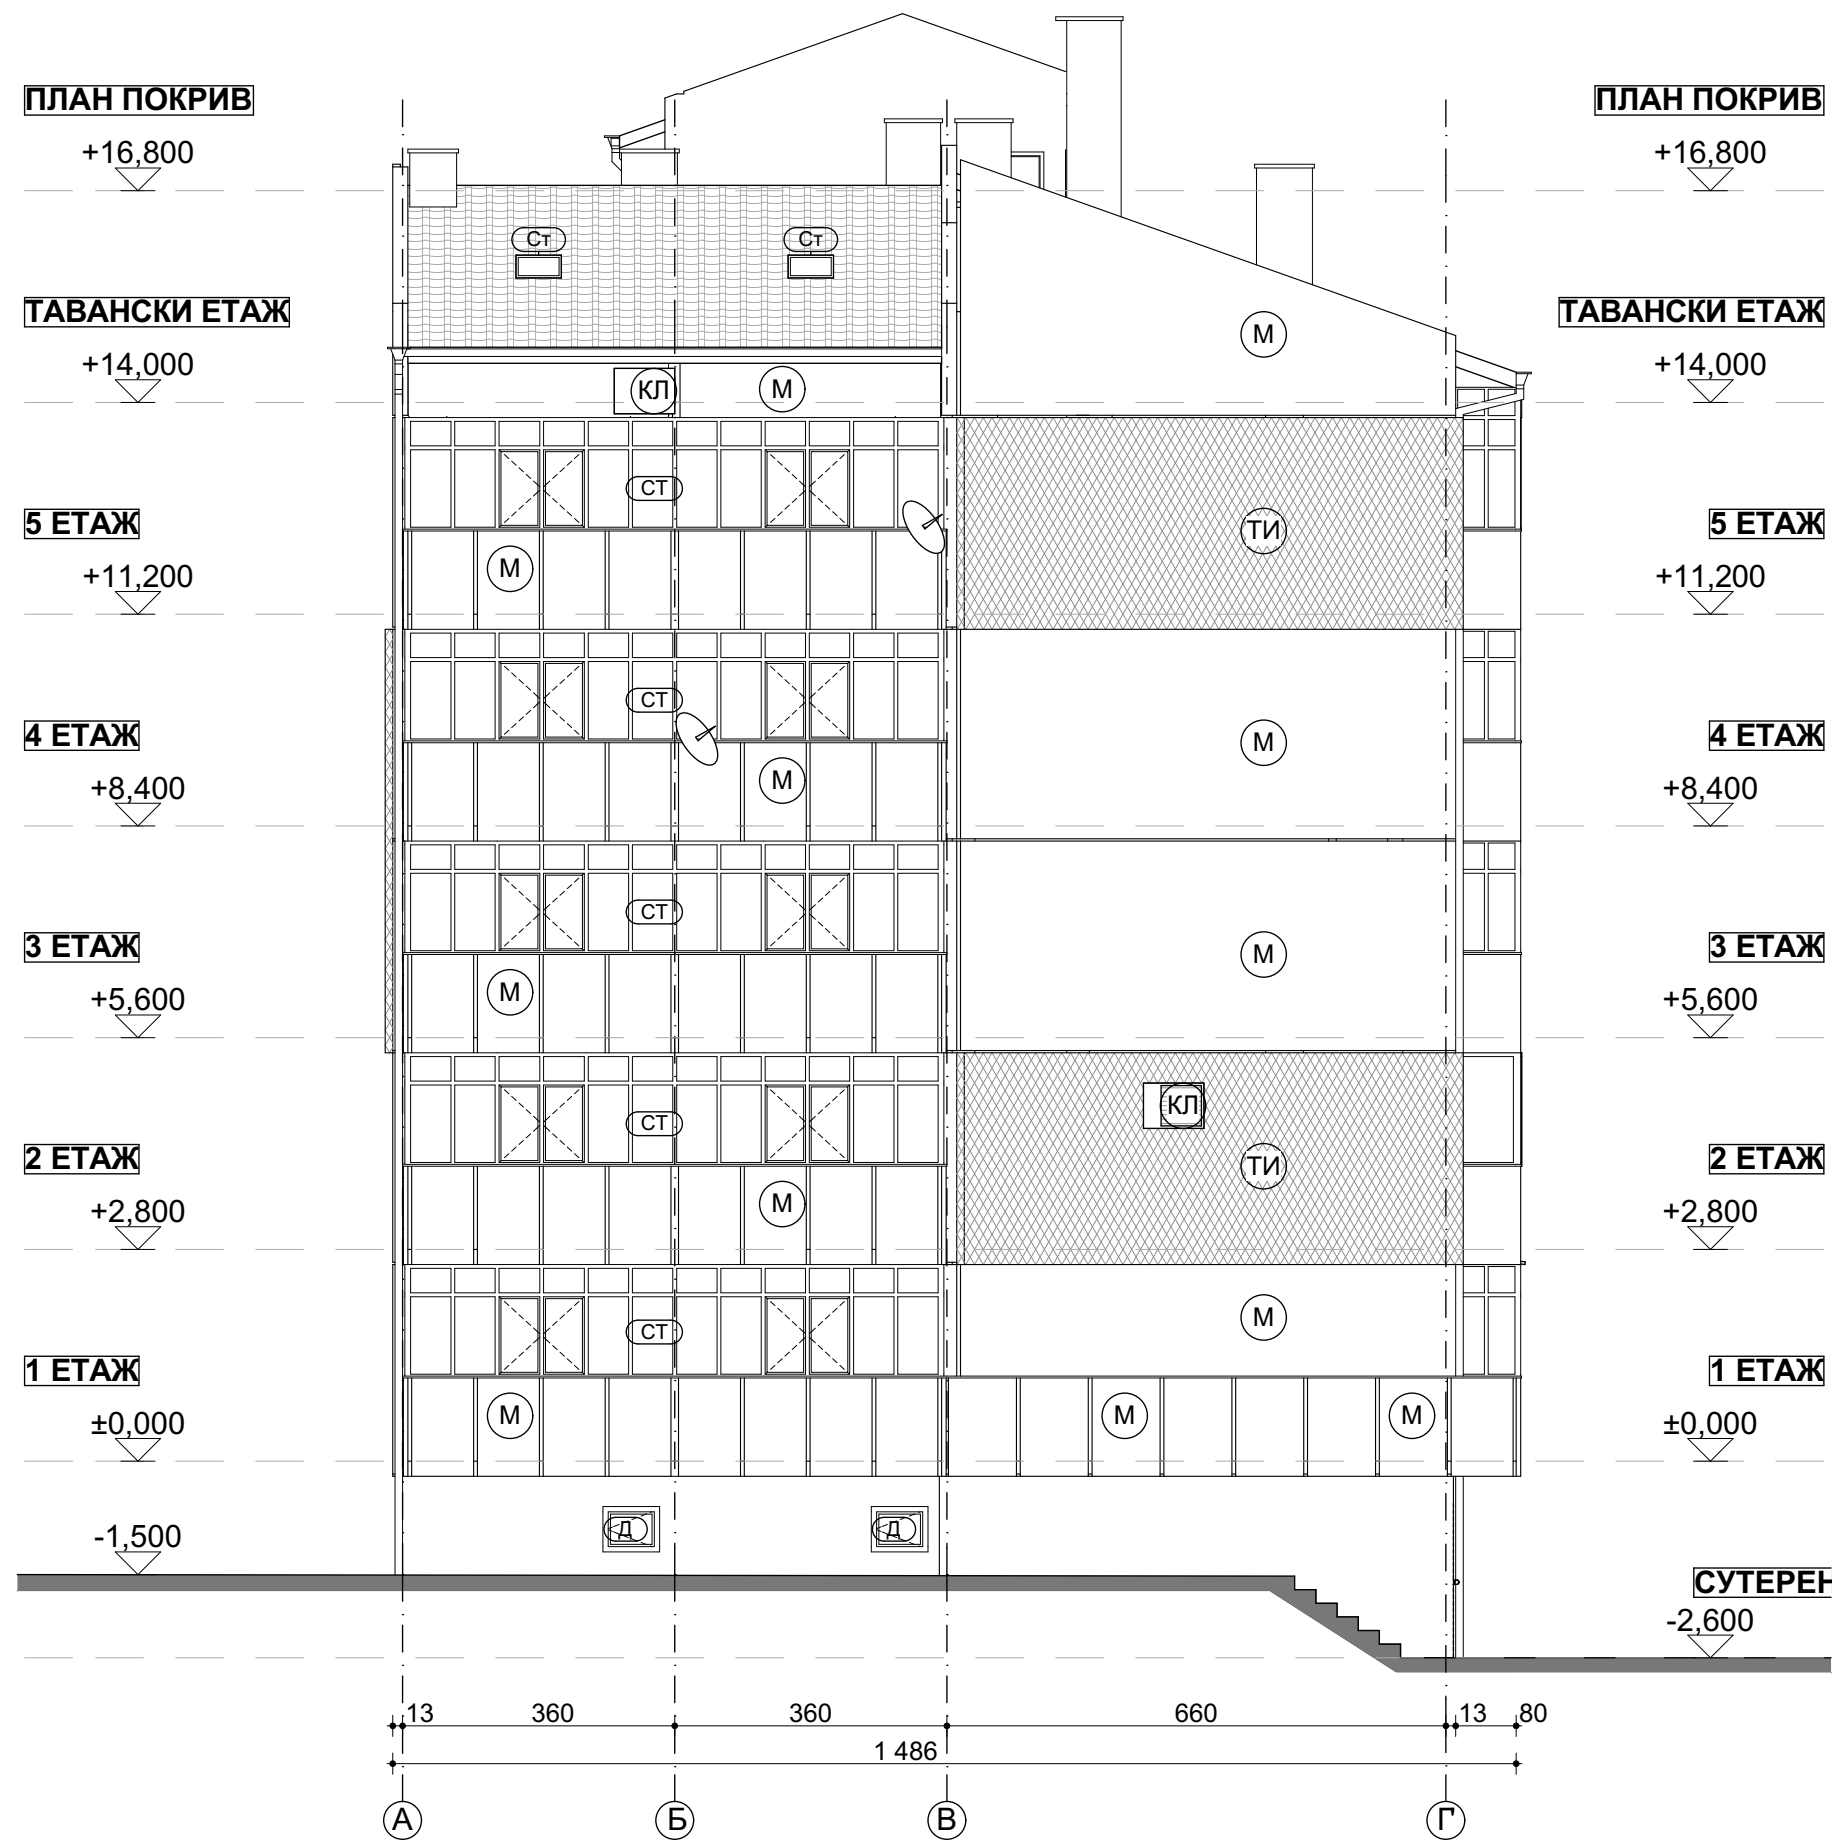 ПЛАН ПОКРИВ ПЛАН ПОКРИВ
+16,800 +16,800
Ст Ст
ТАВАНСКИ ЕТАЖ ТАВАНСКИ ЕТАЖ
М
+14,000 +14,000
КЛ М
СТ
5 ЕТАЖ ТИ 5 ЕТАЖ
М
+11,200 +11,200
СТ
4 ЕТАЖ М 4 ЕТАЖ
М
+8,400 +8,400
СТ
3 ЕТАЖ М 3 ЕТАЖ
М
+5,600 +5,600
КЛ
СТ
2 ЕТАЖ ТИ 2 ЕТАЖ
М
+2,800 +2,800
М
СТ
1 ЕТАЖ 1 ЕТАЖ
М М М
±0,000 ±0,000
Д Д
-1,500
СУТЕРЕН
-2,600
13 360 360 660 13 80
1 486
А Б В Г